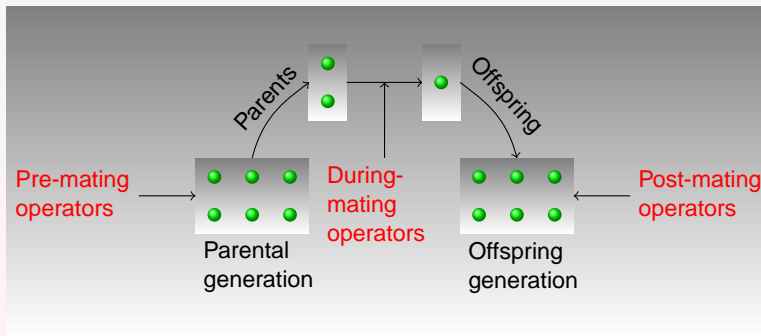 Parents
Offspring
Pre-mating
operators
During-
mating
operators
Post-mating
operators
Parental
generation
Offspring
generation